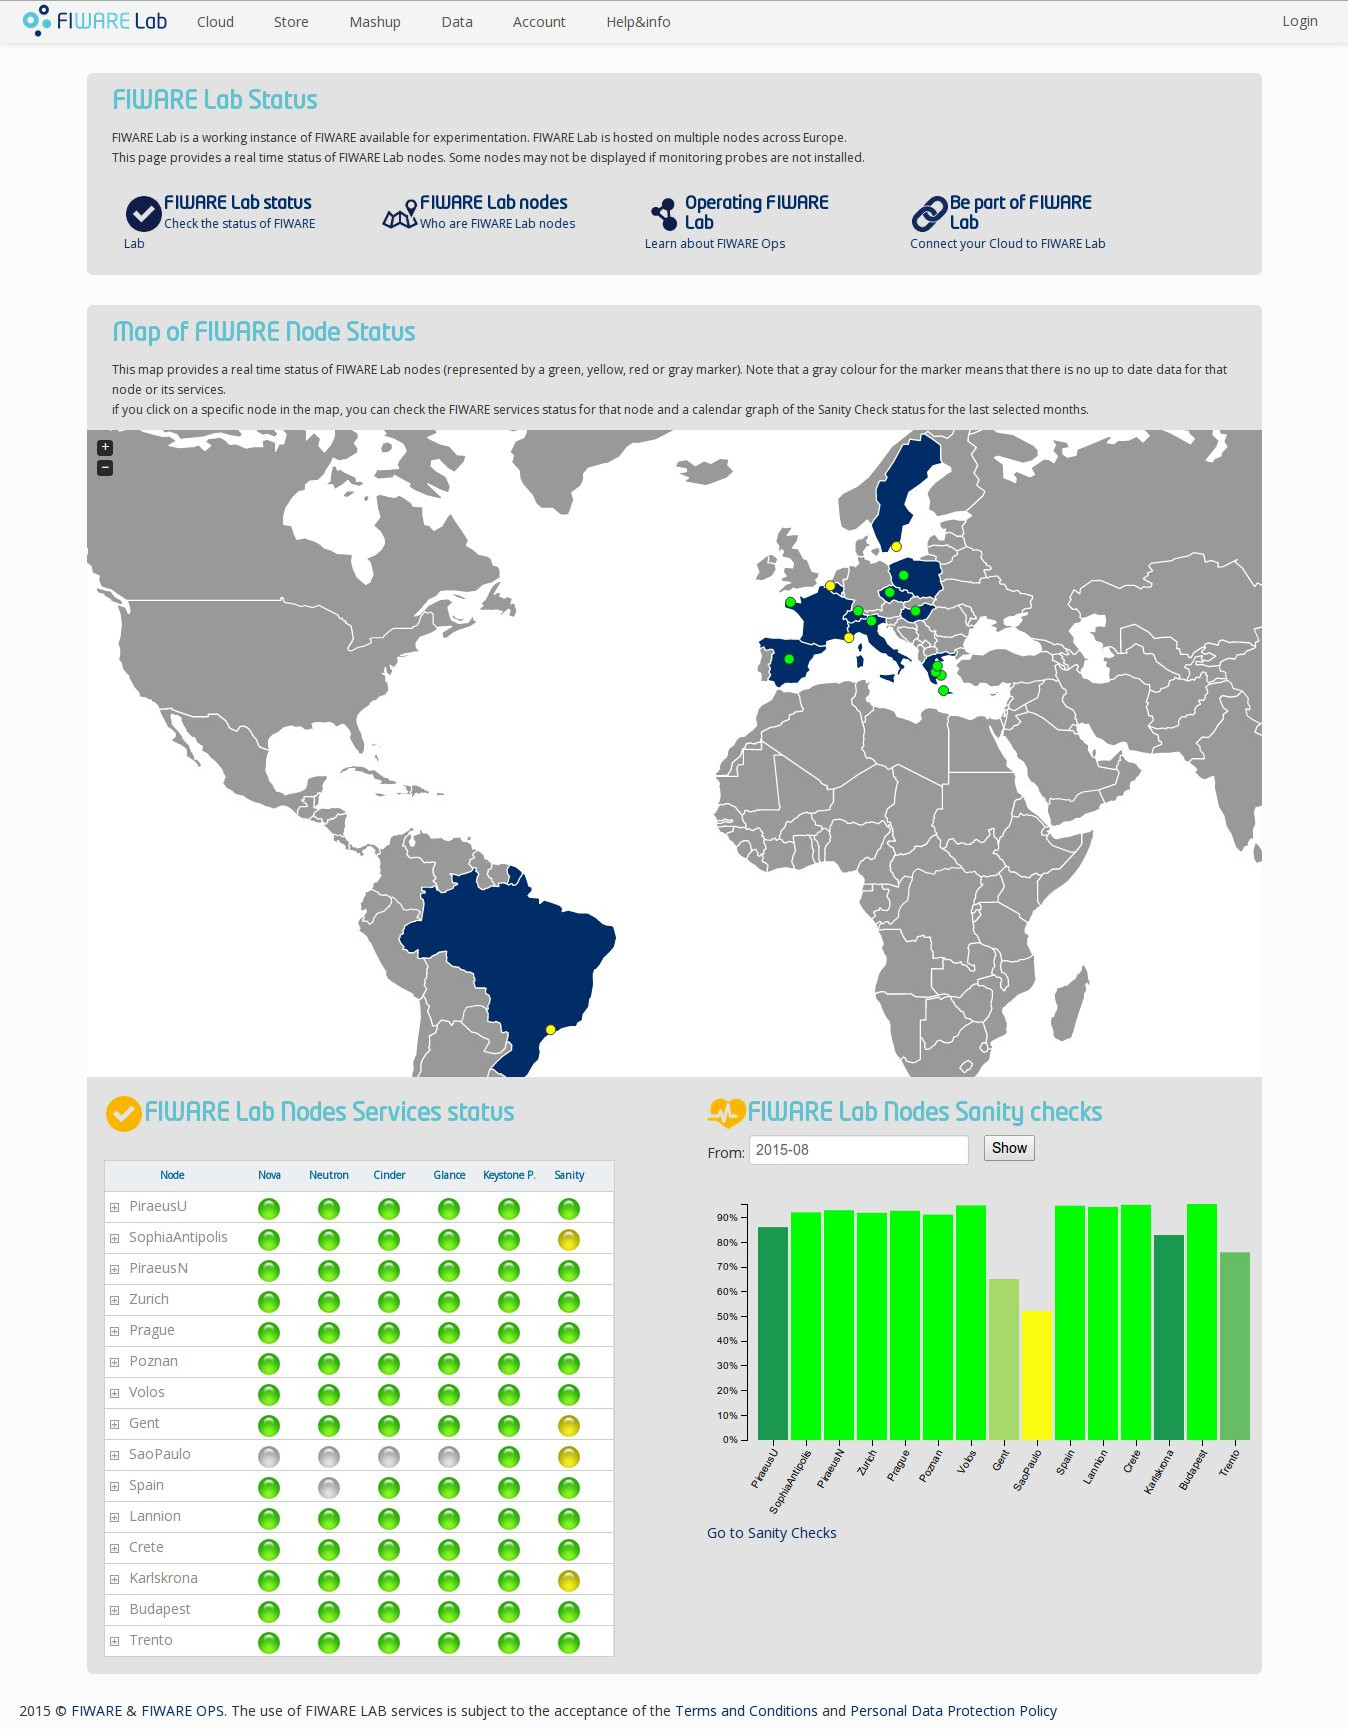 FIWARE Lab Cloud Store Mashup Data Account Help&info Login
FIWARE Lab Status
FIWARE Lab is a working instance of FIWARE available for experimentation. FIWARE Lab is hosted on multiple nodes across Europe.
This page provides a real time status of FIWARE Lab nodes. Some nodes may not be displayed if monitoring probes are not installed.
FIWARE Lab status
Check the status of FIWARE
Lab
FIWARE Lab nodes
Who are FIWARE Lab nodes
Operating FIWARE
Lab
Learn about FIWARE Ops
Be part of FIWARE
Lab
Connect your Cloud to FIWARE Lab
Map of FIWARE Node Status
This map provides a real time status of FIWARE Lab nodes (represented by a green, yellow, red or gray marker). Note that a gray colour for the marker means that there is no up to date data for that
node or its services.
if you click on a specific node in the map, you can check the FIWARE services status for that node and a calendar graph of the Sanity Check status for the last selected months.
+
−
FIWARE Lab Nodes Services status
Node Nova Neutron Cinder Glance Keystone P. Sanity
PiraeusU
SophiaAntipolis
PiraeusN
Zurich
Prague
Poznan
Volos
Gent
SaoPaulo
Spain
Lannion
Crete
Karlskrona
Budapest
Trento
FIWARE Lab Nodes Sanity checks
From: 2015-08 Show
90%
80%
70%
60%
50%
40%
30%
20%
10%
0%
PiraeusU
SophiaAntipolis
PiraeusN
Zurich
Prague
Poznan
Volos
Gent
SaoPaulo
Spain
Lannion
Crete
Karlskrona
Budapest
Trento
Go to Sanity Checks
2015 © FIWARE & FIWARE OPS. The use of FIWARE LAB services is subject to the acceptance of the Terms and Conditions and Personal Data Protection Policy